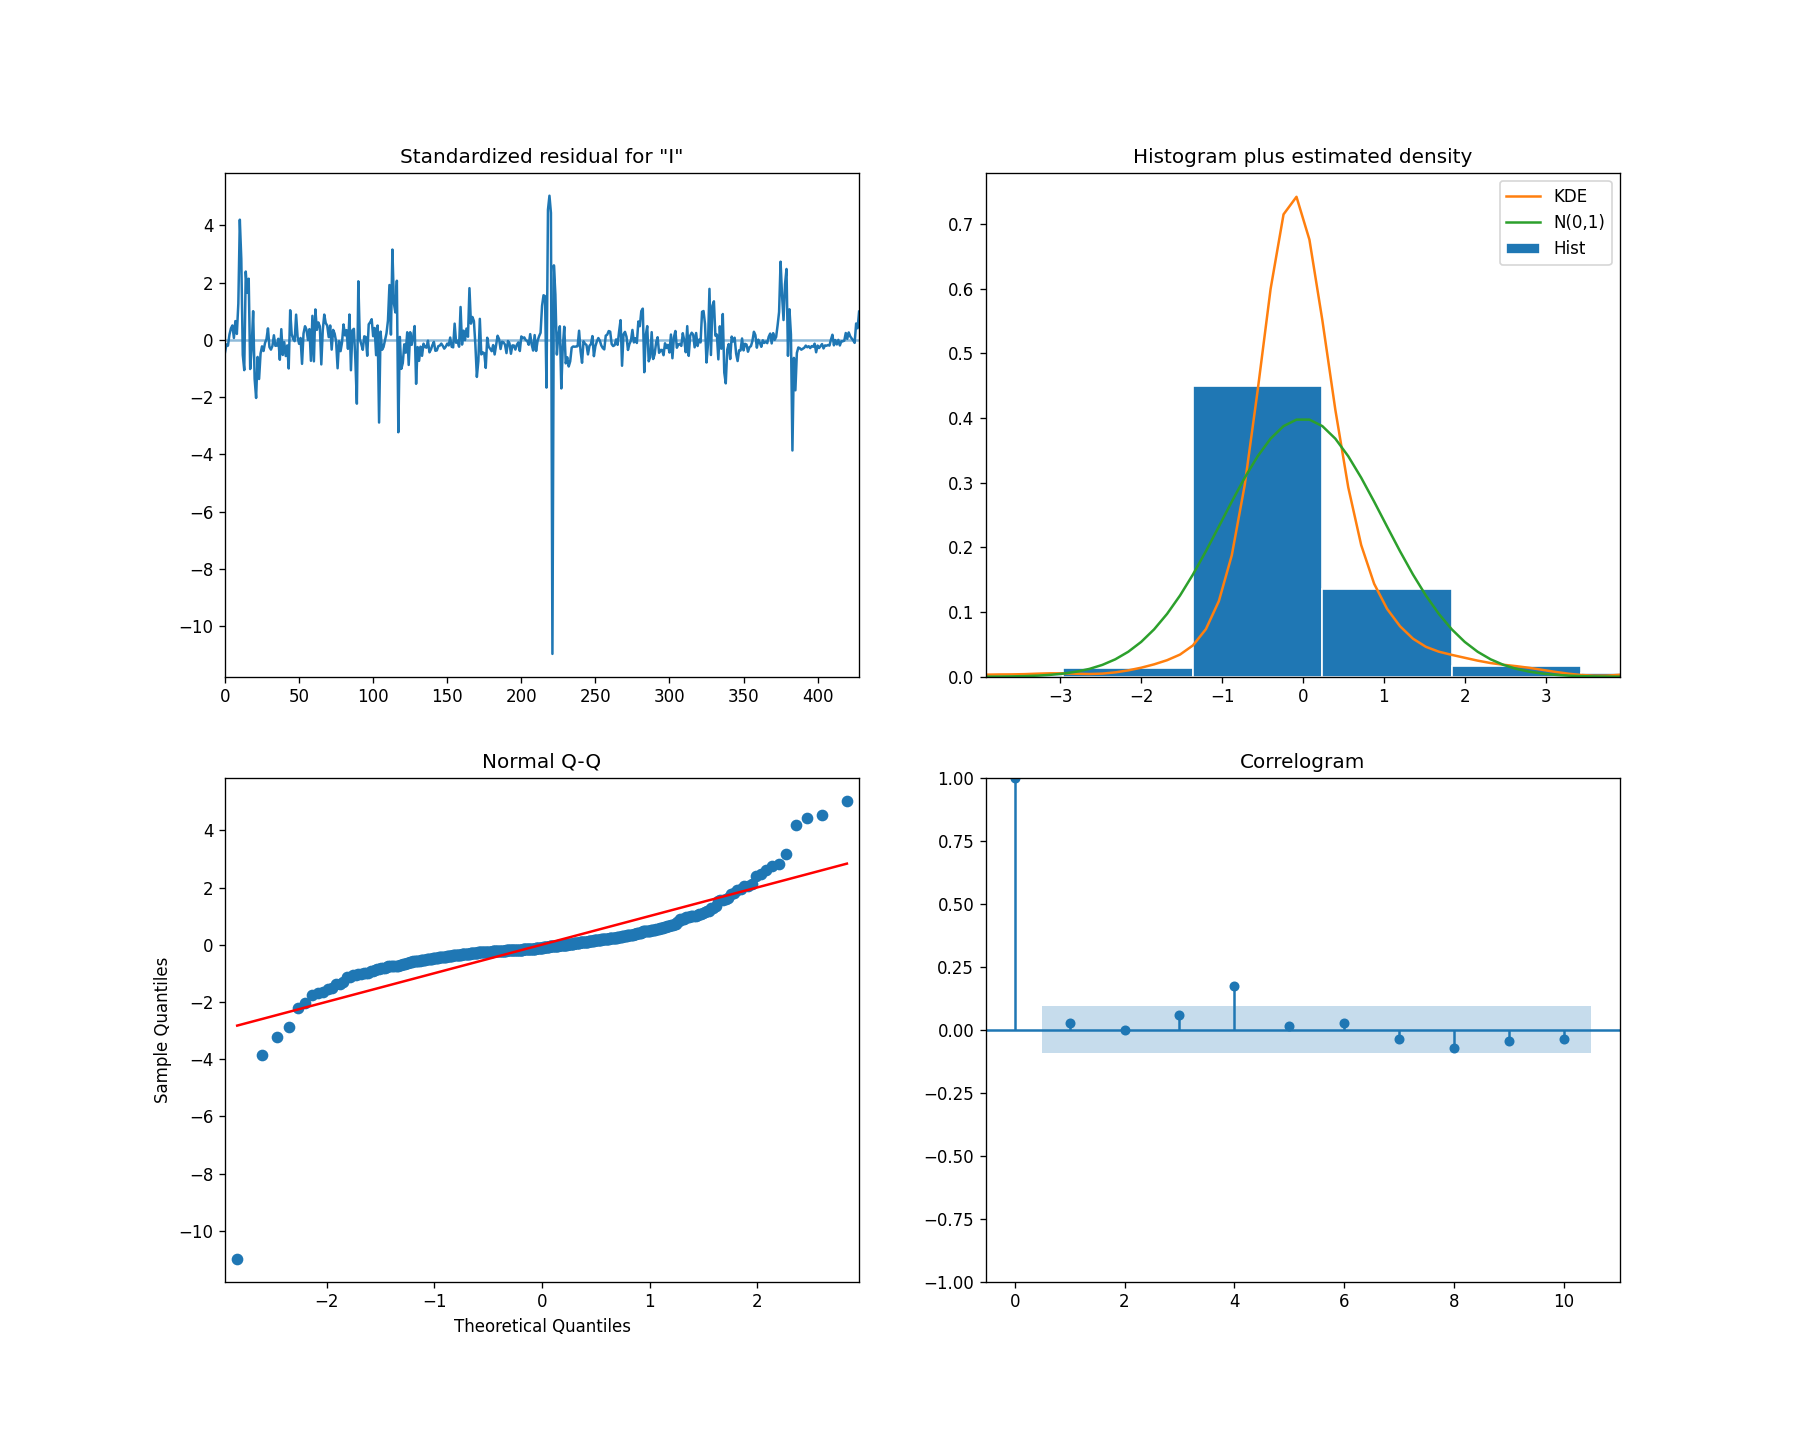 Standardized residual for "I"
4
2
0
−2
−4
−6
−8
−10
0 50 100 150 200 250 300 350 400
Histogram plus estimated density
KDE
N(0,1)
Hist
0.7
0.6
0.5
0.4
0.3
0.2
0.1
0.0
−3 −2 −1 0 1 2 3
Normal Q-Q
Sample Quantiles
4
2
0
−2
−4
−6
−8
−10
−2 −1 0 1 2
Theoretical Quantiles
Correlogram
1.00
0.75
0.50
0.25
0.00
−0.25
−0.50
−0.75
−1.00
0 2 4 6 8 10